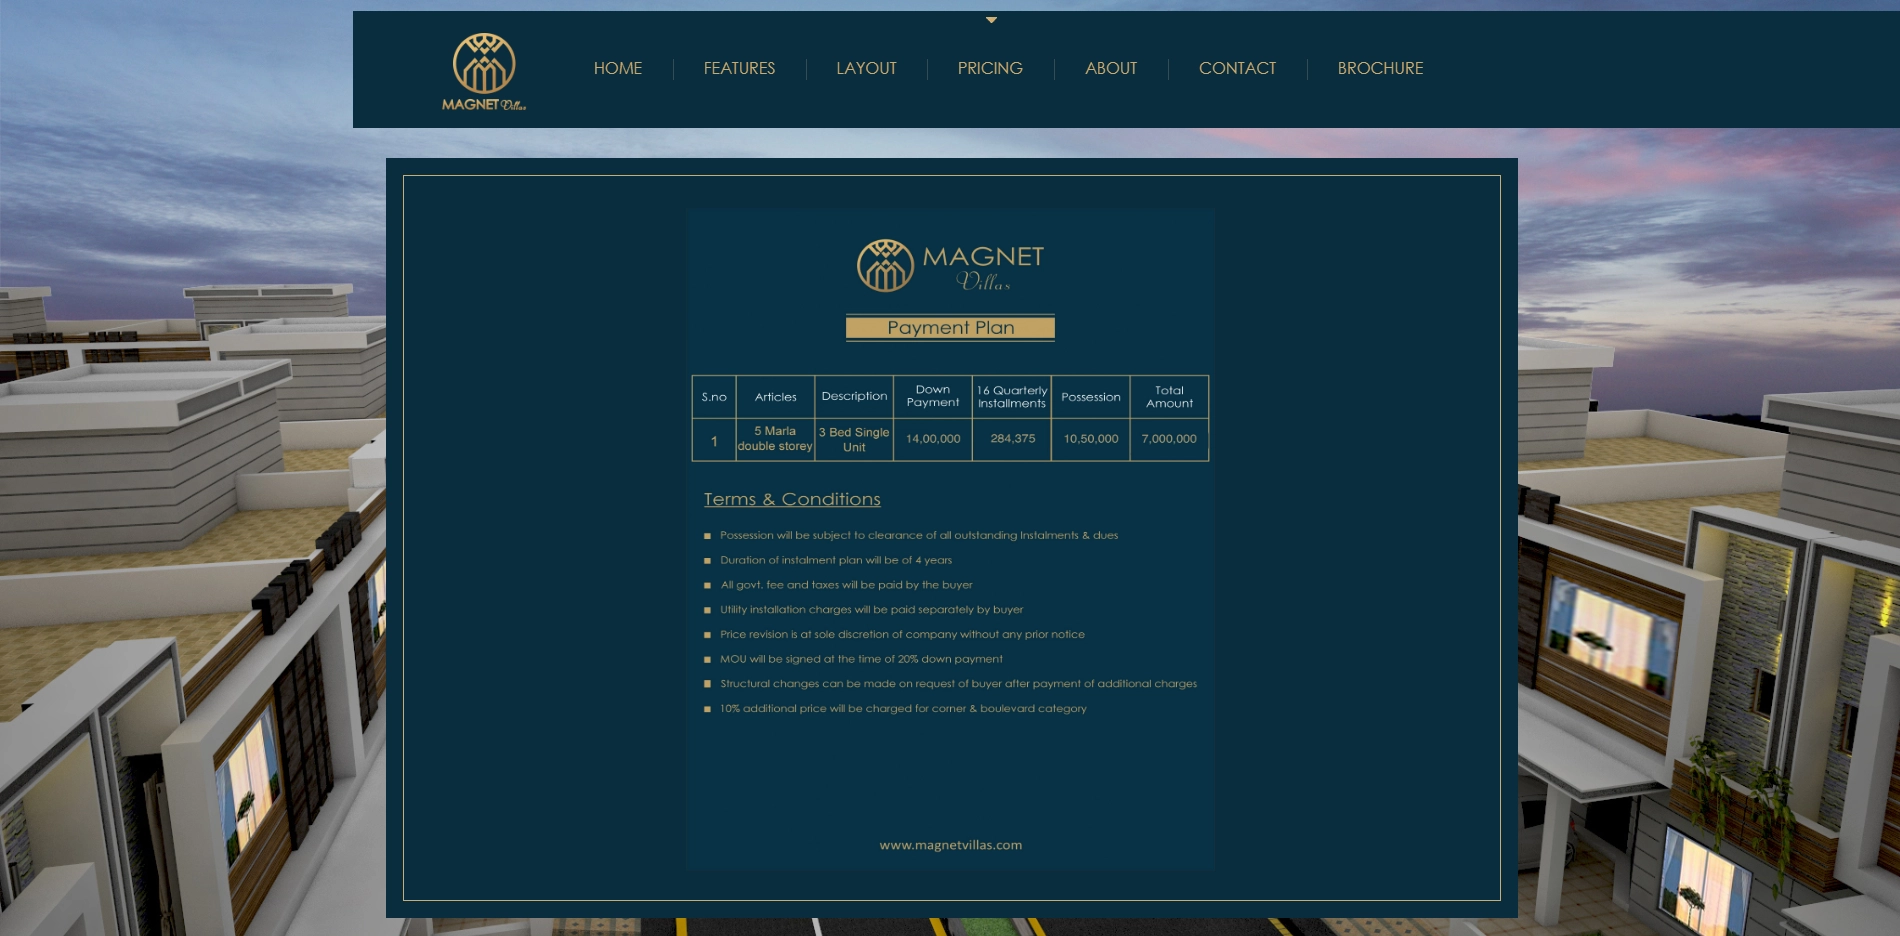 HOME FEATURES LAYOUT PRICING ABOUT CONTACT BROCHURE
MAGNET Villas
MAGNET
Villas
Payment Plan
S.no Articles Description Down Payment 16 Quarterly Installments Possession Total Amount
1 5 Marla double storey 3 Bed Single Unit 14,00,000 284,375 10,50,000 7,000,000
Terms & Conditions
Possession will be subject to clearance of all outstanding Instalments & dues
Duration of instalment plan will be of 4 years
All govt. fee and taxes will be paid by the buyer
Utility installation charges will be paid separately by buyer
Price revision is at sole discretion of company without any prior notice
MOU will be signed at the time of 20% down payment
Structural changes can be made on request of buyer after payment of additional charges
10% additional price will be charged for corner & boulevard category
www.magnetvillas.com